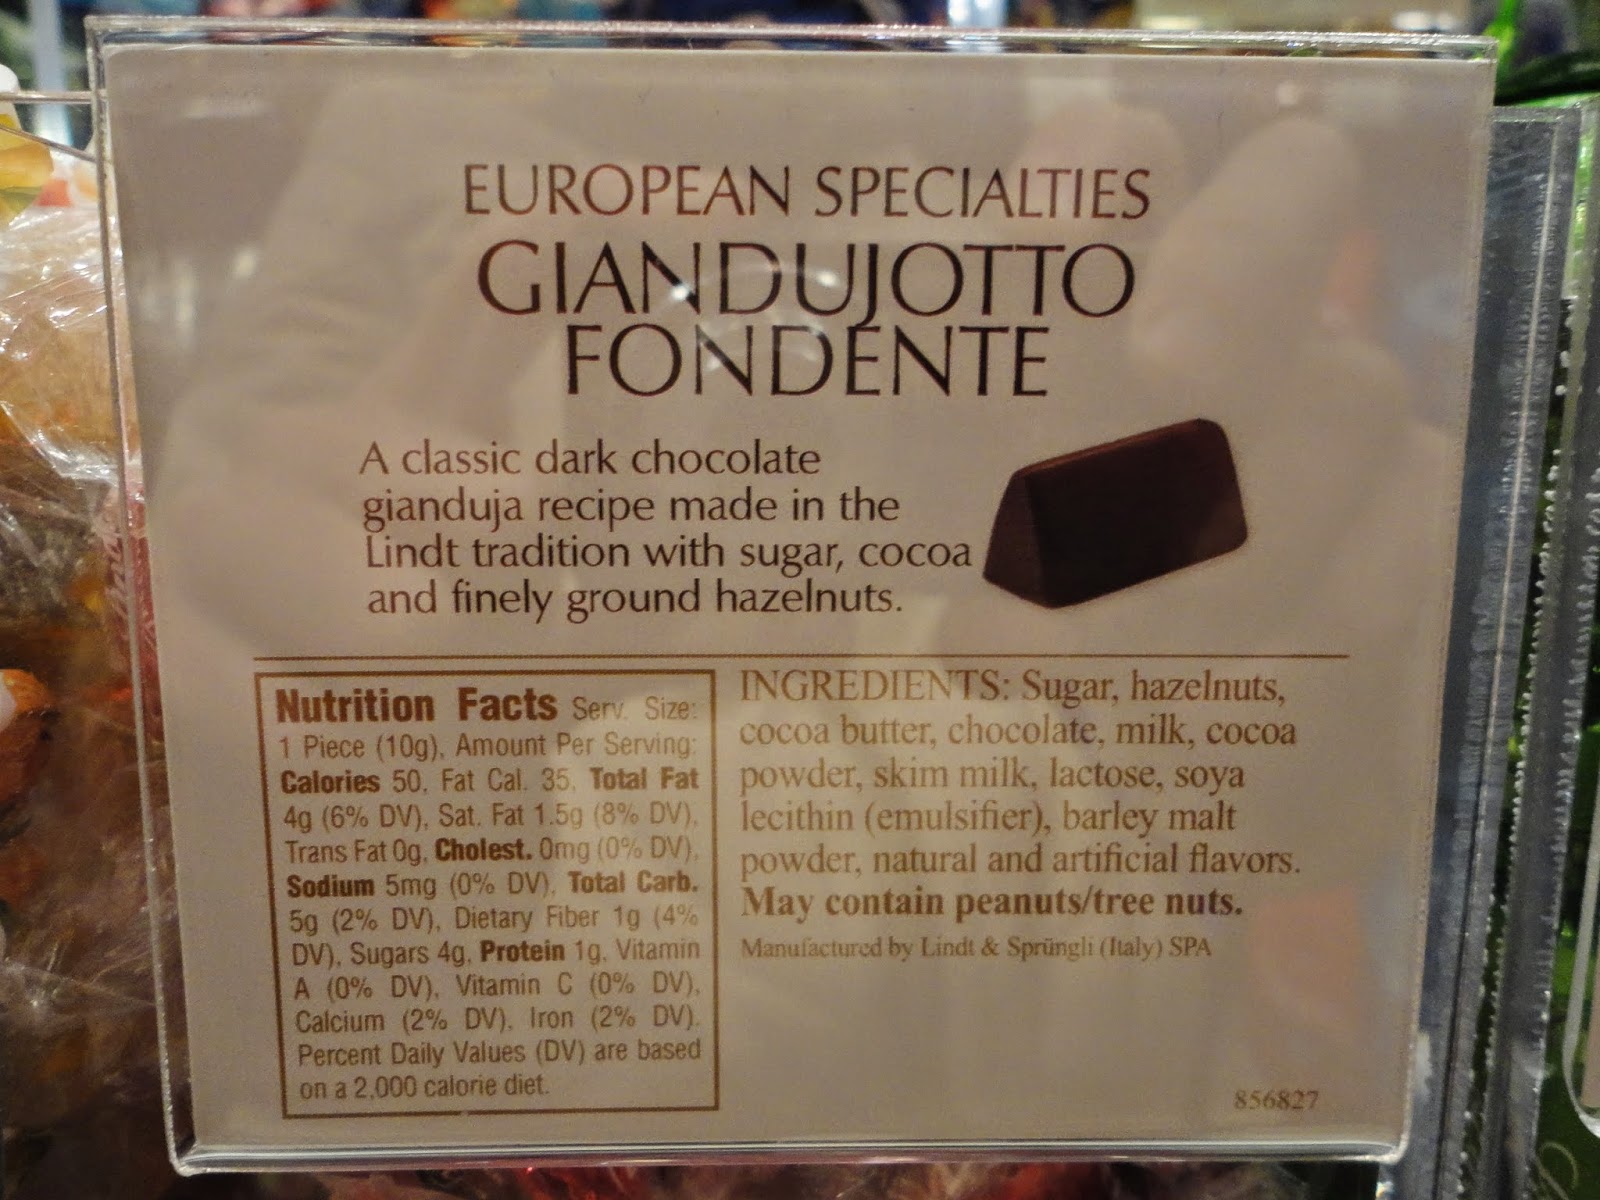 EUROPEAN SPECIALTIES
GIANDUJOTTO
FONDENTE
A classic dark chocolate
gianduja recipe made in the
Lindt tradition with sugar, cocoa
and finely ground hazelnuts.
Nutrition Facts Serv. Size:
1 Piece (10g), Amount Per Serving:
Calories 50, Fat Cal. 35, Total Fat
4g (6% DV), Sat. Fat 1.5g (8% DV),
Trans Fat 0g, Cholest. 0mg (0% DV),
Sodium 5mg (0% DV), Total Carb.
5g (2% DV), Dietary Fiber 1g (4%
DV), Sugars 4g, Protein 1g, Vitamin
A (0% DV), Vitamin C (0% DV),
Calcium (2% DV), Iron (2% DV).
Percent Daily Values (DV) are based
on a 2,000 calorie diet.
INGREDIENTS: Sugar, hazelnuts,
cocoa butter, chocolate, milk, cocoa
powder, skim milk, lactose, soya
lecithin (emulsifier), barley malt
powder, natural and artificial flavors.
May contain peanuts/tree nuts.
Manufactured by Lindt & Sprüngli (Italy) SPA
856827